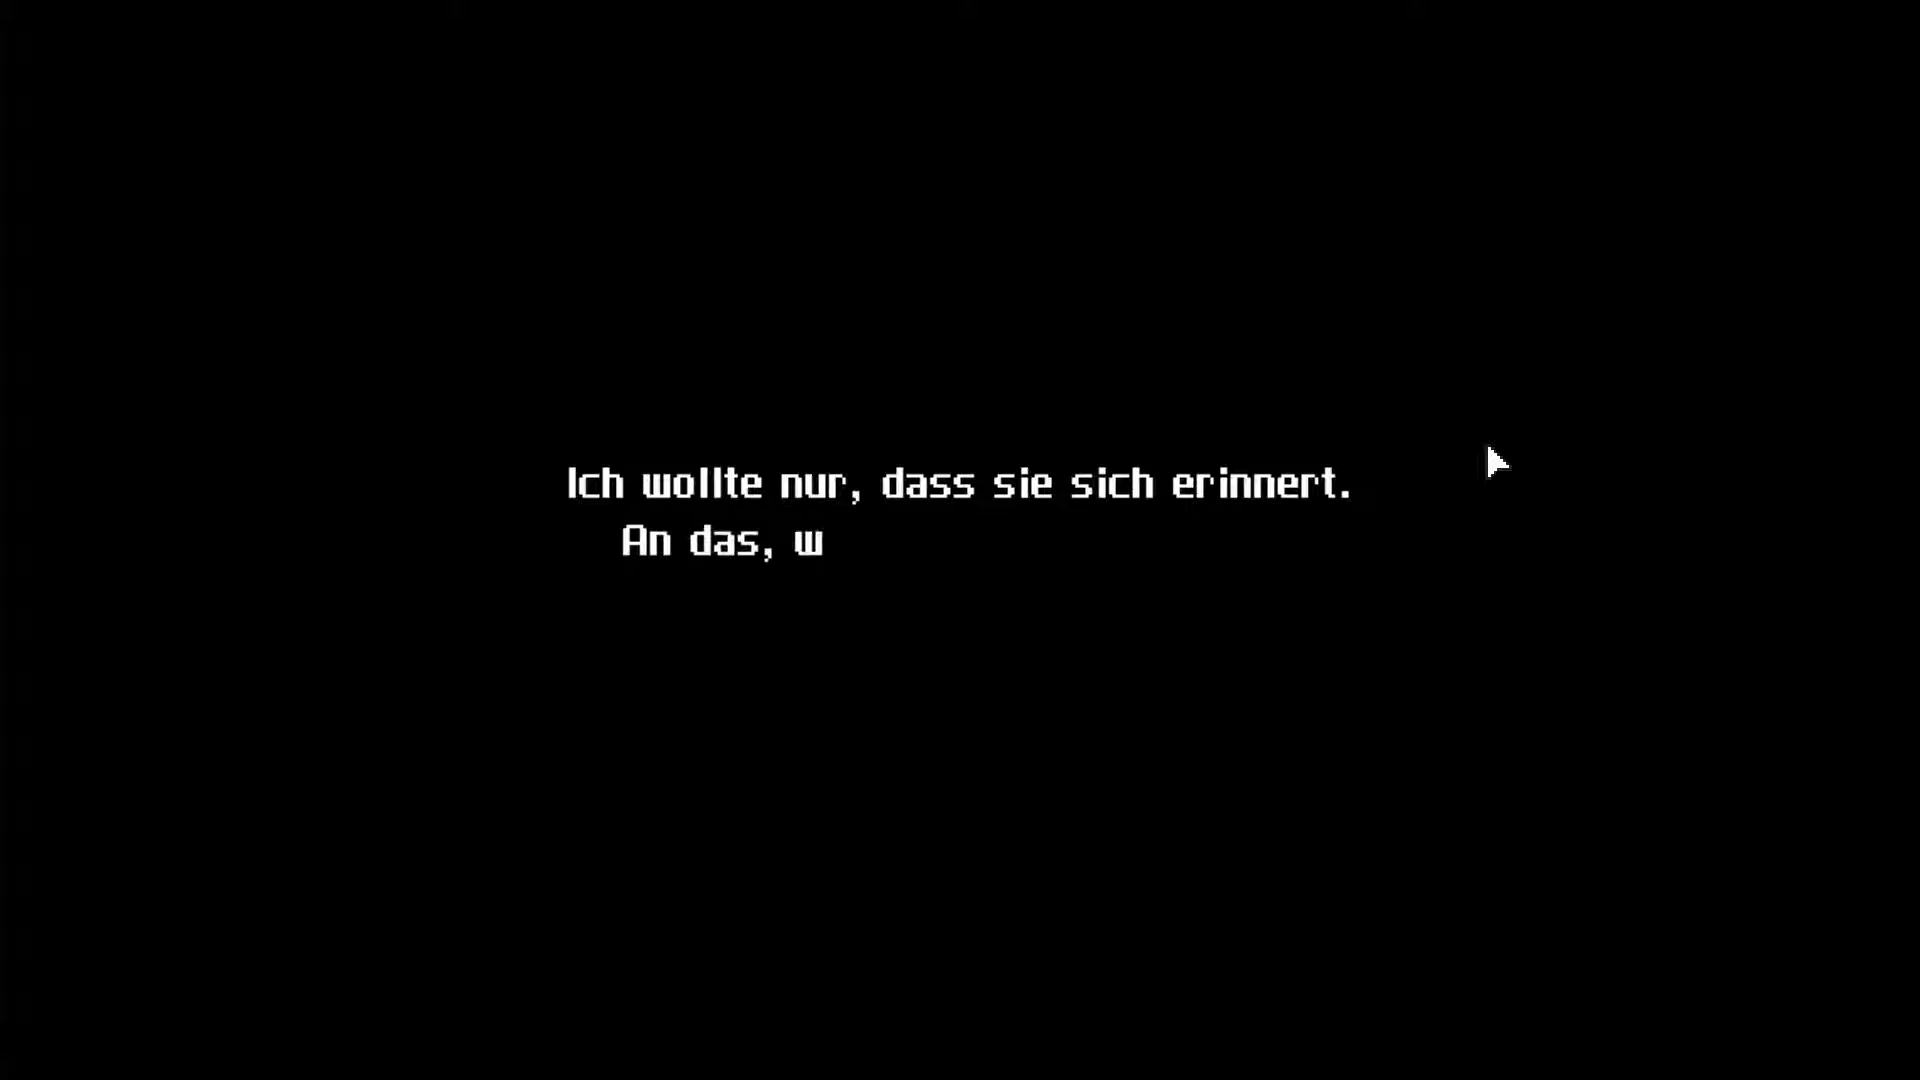 Ich wollte nur, dass sie sich erinnert.
An das, w